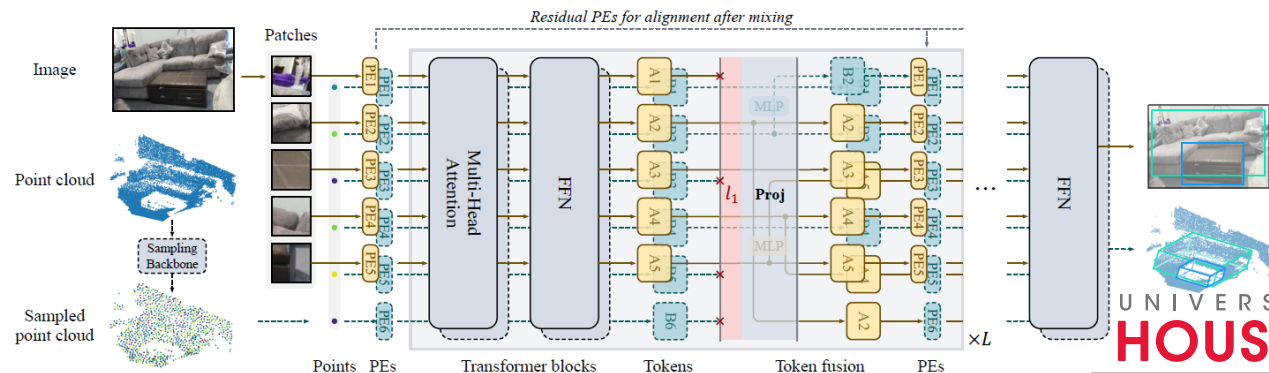 Residual PEs for alignment after mixing
Patches
Image
Point cloud
Sampling
Backbone
Sampled
point cloud
PE1
PE1
PE2
PE2
PE3
PE3
PE4
PE4
PE5
PE5
PE6
Multi-Head
Attention
FFN
A1
A2
A3
A4
A5
B6
l1
Proj
MLP
MLP
B2
A2
A3
A4
A5
A2
PE1
PE1
PE2
PE2
PE3
PE3
PE4
PE4
PE5
PE5
PE6
...
×L
FFN
Points
PEs
Transformer blocks
Tokens
Token fusion
PEs
UNIVERS
HOUS